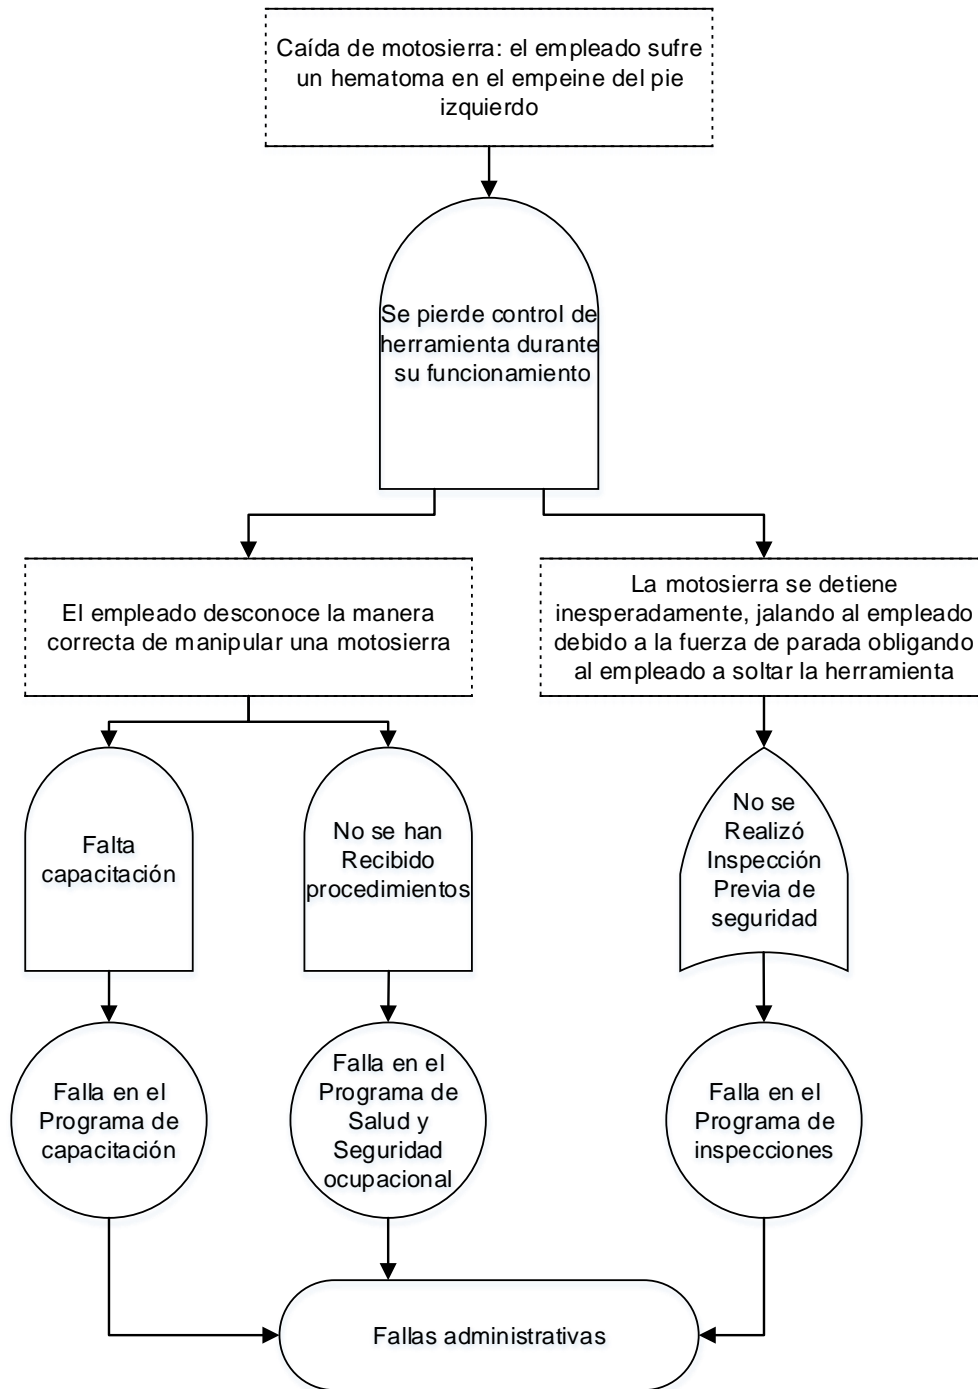 Caída de motosierra: el empleado sufre
un hematoma en el empeine del pie
izquierdo
Se pierde control de
herramienta durante
su funcionamiento
El empleado desconoce la manera
correcta de manipular una motosierra
La motosierra se detiene
inesperadamente, jalando al empleado
debido a la fuerza de parada obligando
al empleado a soltar la herramienta
Falta
capacitación
No se han
Recibido
procedimientos
No se
Realizó
Inspección
Previa de
seguridad
Falla en el
Programa de
capacitación
Falla en el
Programa de
Salud y
Seguridad
ocupacional
Falla en el
Programa de
inspecciones
Fallas administrativas